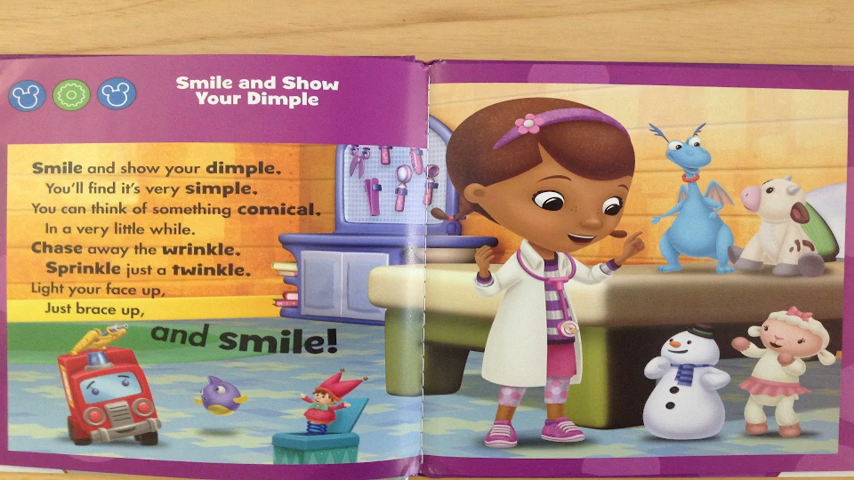 Smile and Show
Your Dimple
Smile and show your dimple.
You'll find it's very simple.
You can think of something comical.
In a very little while.
Chase away the wrinkle.
Sprinkle just a twinkle.
Light your face up,
Just brace up,
and smile!